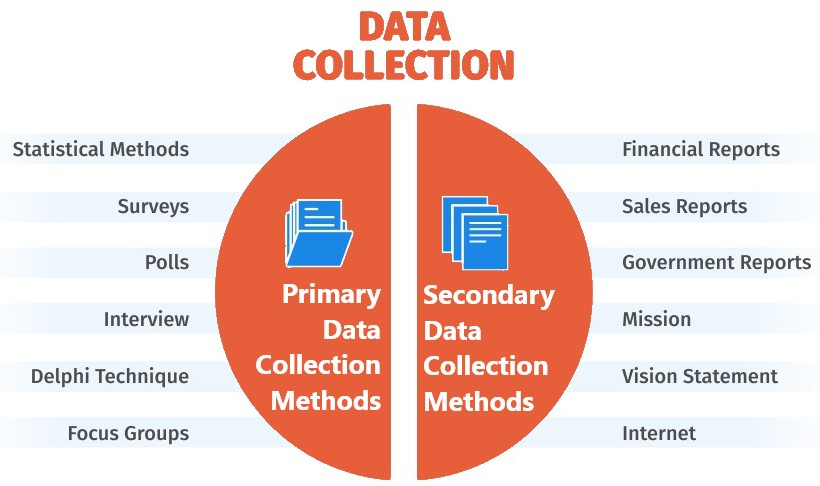 DATA
COLLECTION
Statistical Methods
Surveys
Polls
Interview
Delphi Technique
Focus Groups
Primary
Data
Collection
Methods
Secondary
Data
Collection
Methods
Financial Reports
Sales Reports
Government Reports
Mission
Vision Statement
Internet